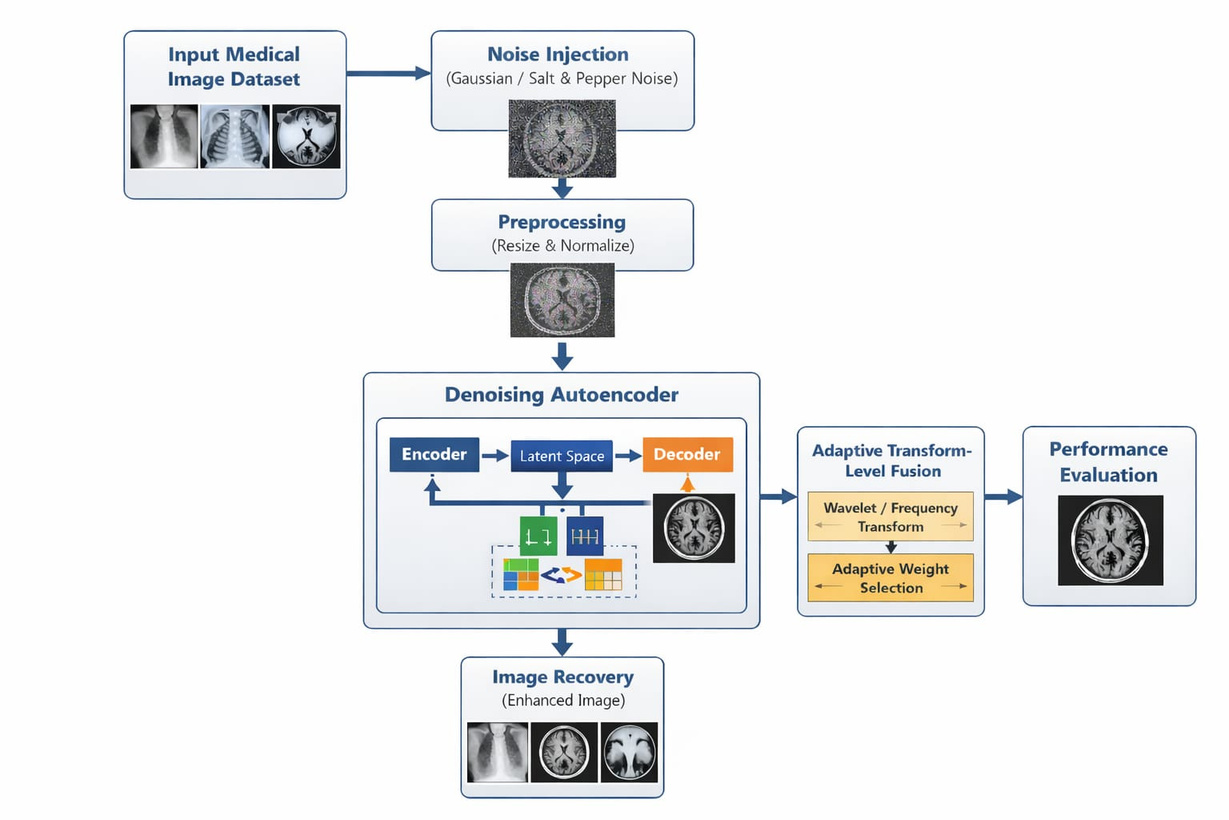 Input Medical
Image Dataset
Noise Injection
(Gaussian / Salt & Pepper Noise)
Preprocessing
(Resize & Normalize)
Denoising Autoencoder
Encoder
Latent Space
Decoder
Adaptive Transform-
Level Fusion
Wavelet / Frequency
Transform
Adaptive Weight
Selection
Performance
Evaluation
Image Recovery
(Enhanced Image)